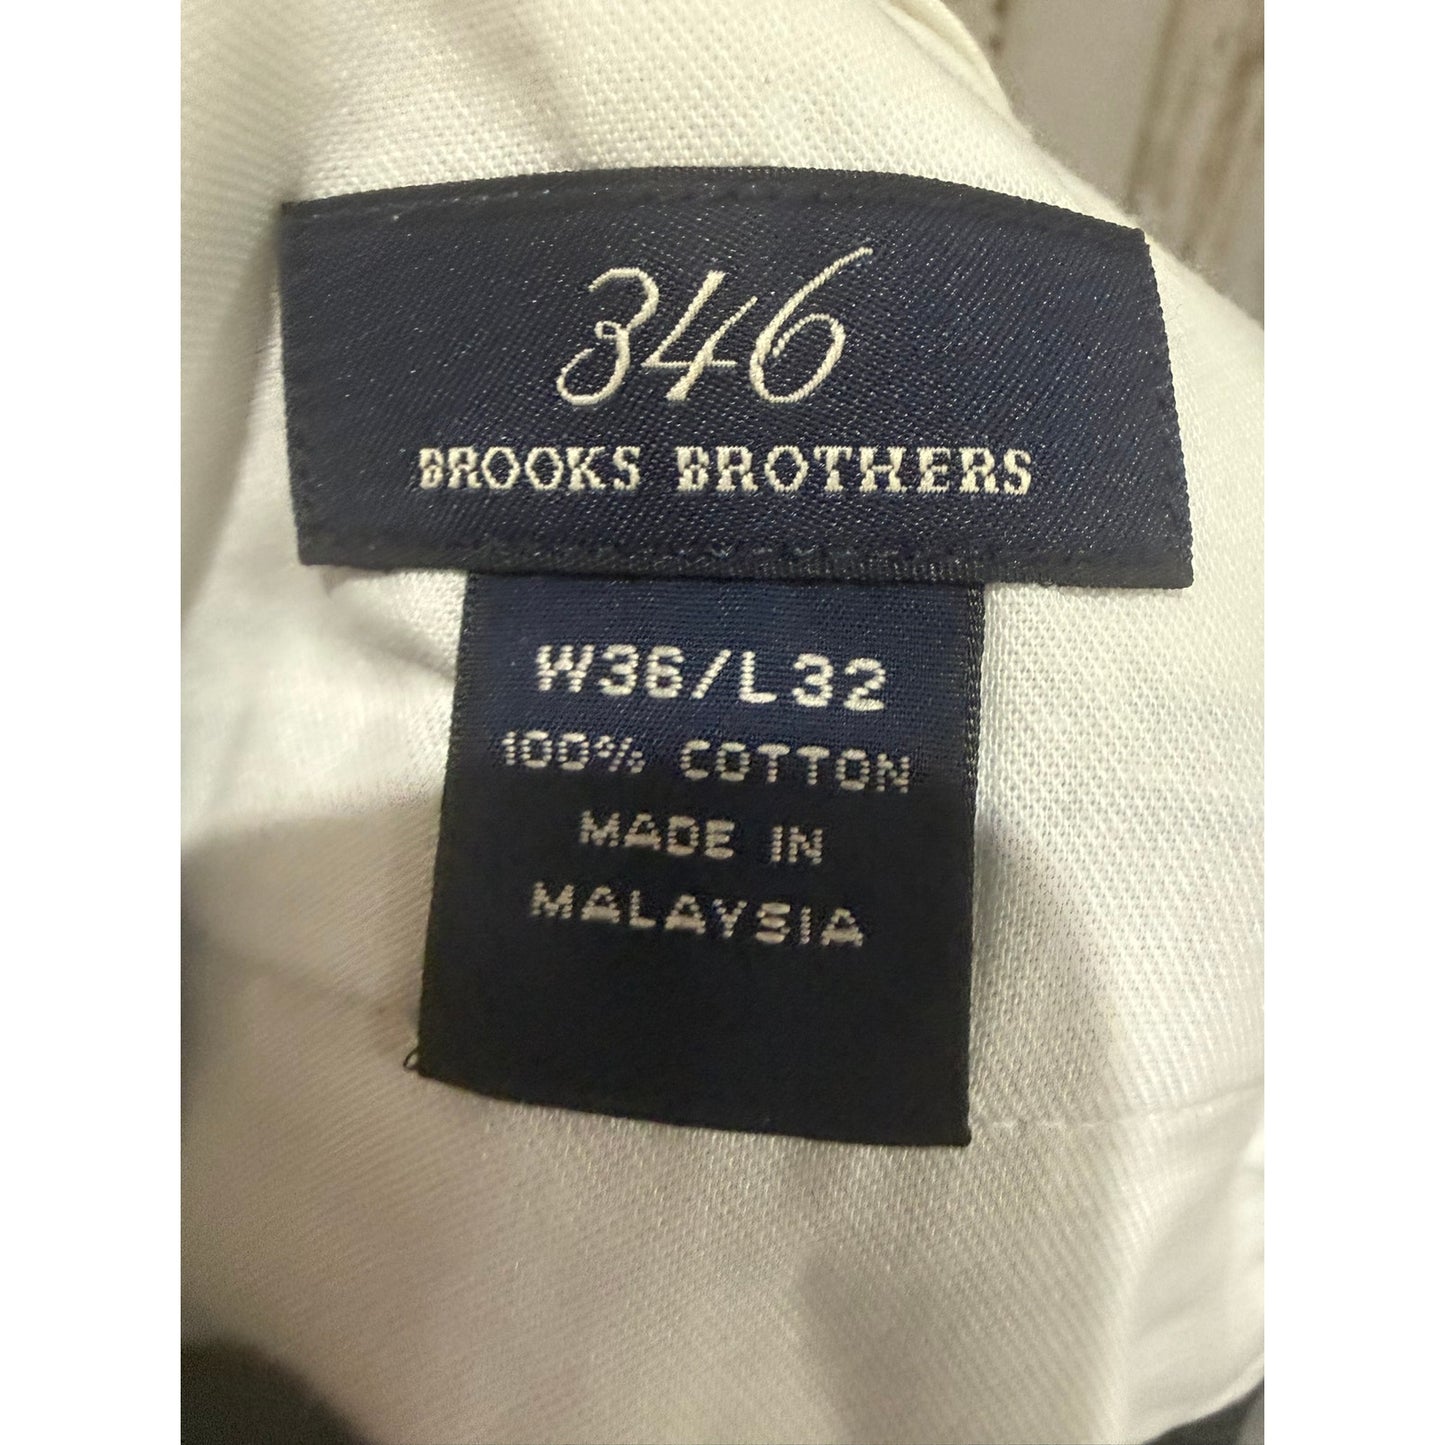 346
BROOKS BROTHERS
W36/L32
100% COTTON
MADE IN
MALAYSIA